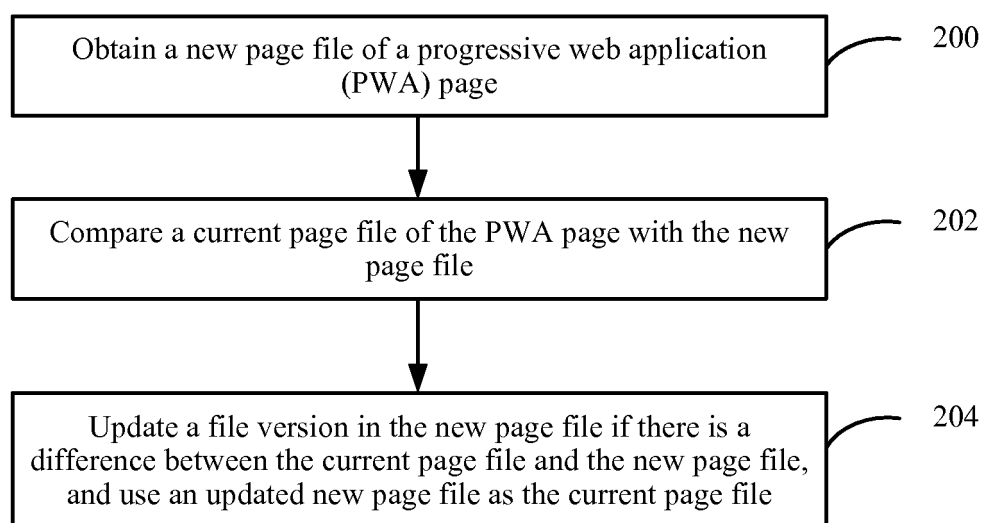 Obtain a new page file of a progressive web application
(PWA) page
200
Compare a current page file of the PWA page with the new
page file
202
Update a file version in the new page file if there is a
difference between the current page file and the new page file,
and use an updated new page file as the current page file
204